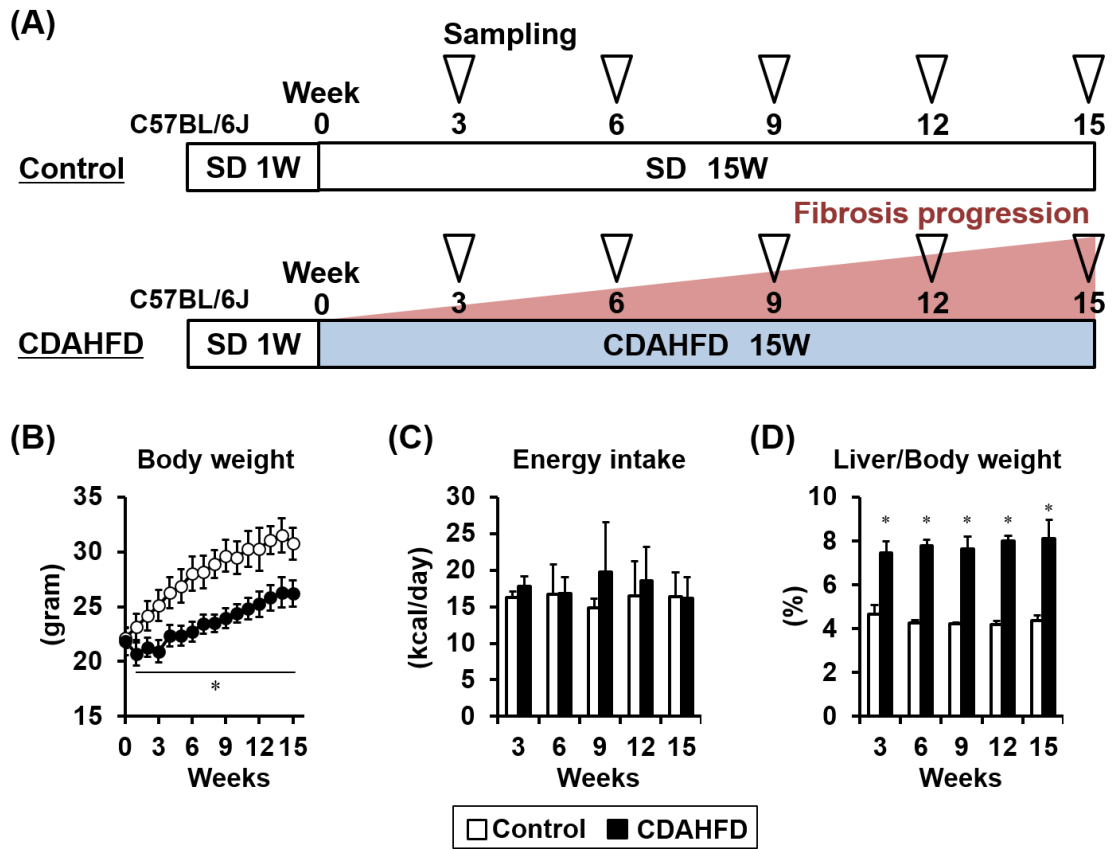 (A)
Sampling
Week
C57BL/6J 0 3 6 9 12 15
Control SD 1W SD 15W
Fibrosis progression
Week
C57BL/6J 0 3 6 9 12 15
CDAHFD SD 1W CDAHFD 15W
(B)
Body weight
(gram)
35
30
25
20
15
*
0 3 6 9 12 15
Weeks
(C)
Energy intake
(kcal/day)
30
25
20
15
10
5
0
3 6 9 12 15
Weeks
(D)
Liver/Body weight
(%)
10
8
6
4
2
0
* * * * *
3 6 9 12 15
Weeks
Control CDAHFD